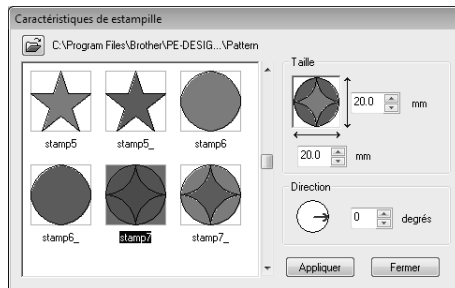 Caractéristiques de estampille
C:\Program Files\Brother\PE-DESIG...\Pattern
stamp5 stamp5_ stamp6
stamp6_ stamp7 stamp7_
Taille
20.0 mm
20.0 mm
Direction
0 degrés
Appliquer Fermer